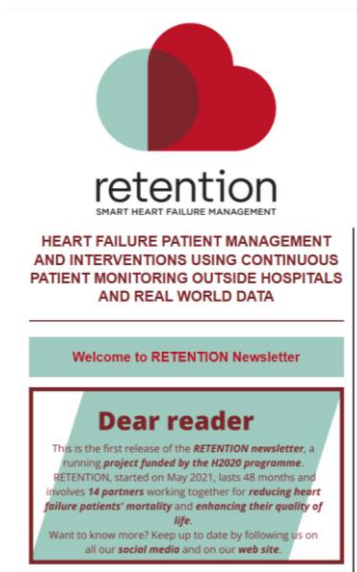 retention
SMART HEART FAILURE MANAGEMENT
HEART FAILURE PATIENT MANAGEMENT
AND INTERVENTIONS USING CONTINUOUS
PATIENT MONITORING OUTSIDE HOSPITALS
AND REAL WORLD DATA
Welcome to RETENTION Newsletter
Dear reader
This is the first release of the RETENTION newsletter, a
running project funded by the H2020 programme.
RETENTION, started on May 2021, lasts 48 months and
involves 14 partners working together for reducing heart
failure patients' mortality and enhancing their quality of
life.
Want to know more? Keep up to date by following us on
all our social media and on our web site.